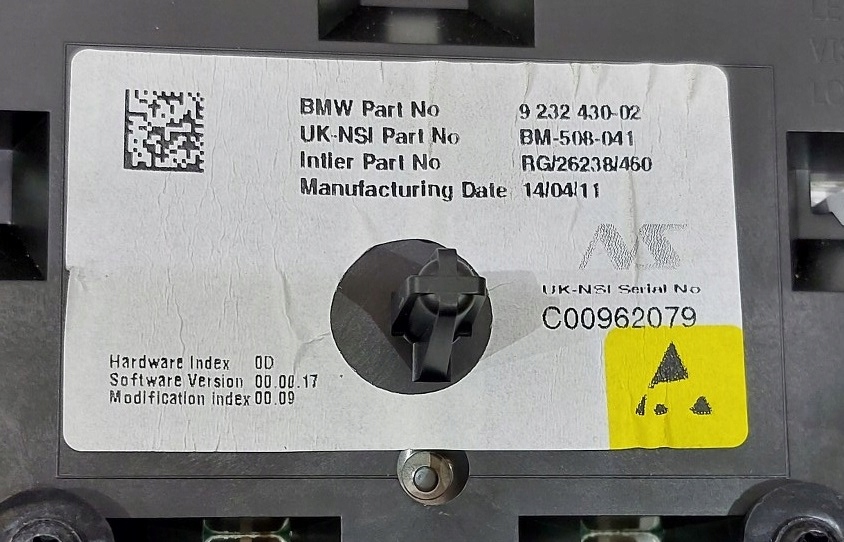 BMW Part No 9 232 430-02
UK-NSI Part No BM-508-041
Intier Part No RG/26238/460
Manufacturing Date 14/04/11
NS
UK-NSI Serial No
C00962079
Hardware Index 0D
Software Version 00.00.17
Modification index 00.09